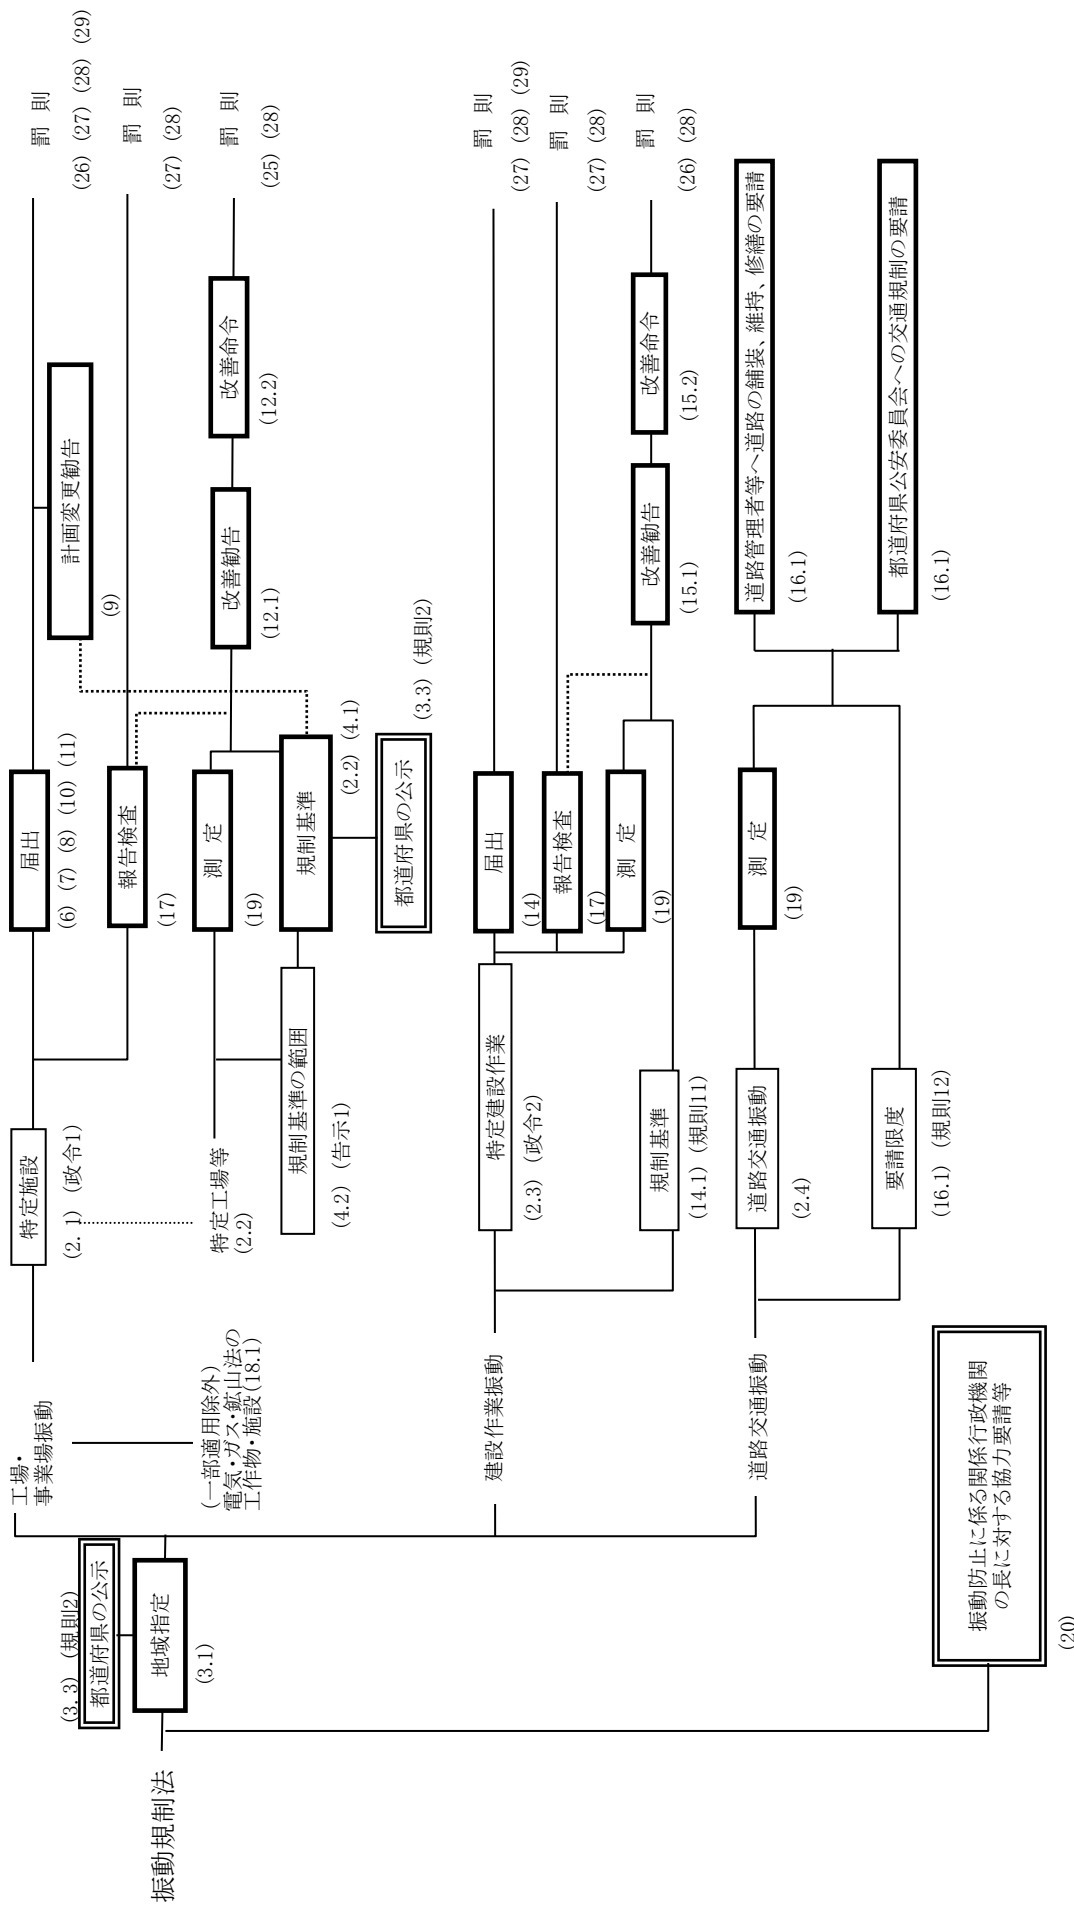 振動規制法
(3.3) (規則2)
都道府県の公示
地域指定
(3.1)
工場・
事業場振動
(一部適用除外)
電気・ガス・鉱山法の
工作物・施設(18.1)
特定施設
(2.1) (政令1)
届出
(6) (7) (8) (10) (11)
計画変更勧告
(9)
罰 則
(26) (27) (28) (29)
報告検査
(17)
罰 則
(27) (28)
特定工場等
(2.2)
測 定
(19)
改善勧告
(12.1)
改善命令
(12.2)
罰 則
(25) (28)
規制基準の範囲
(4.2) (告示1)
規制基準
(2.2) (4.1)
都道府県の公示
(3.3) (規則2)
建設作業振動
特定建設作業
(2.3) (政令2)
届出
(14)
罰 則
(27) (28) (29)
報告検査
(17)
罰 則
(27) (28)
測 定
(19)
改善勧告
(15.1)
改善命令
(15.2)
罰 則
(26) (28)
規制基準
(14.1) (規則11)
道路交通振動
道路交通振動
(2.4)
測 定
(19)
道路管理者等へ道路の舗装、維持、修繕の要請
(16.1)
要請限度
(16.1) (規則12)
都道府県公安委員会への交通規制の要請
(16.1)
振動防止に係る関係行政機関
の長に対する協力要請等
(20)